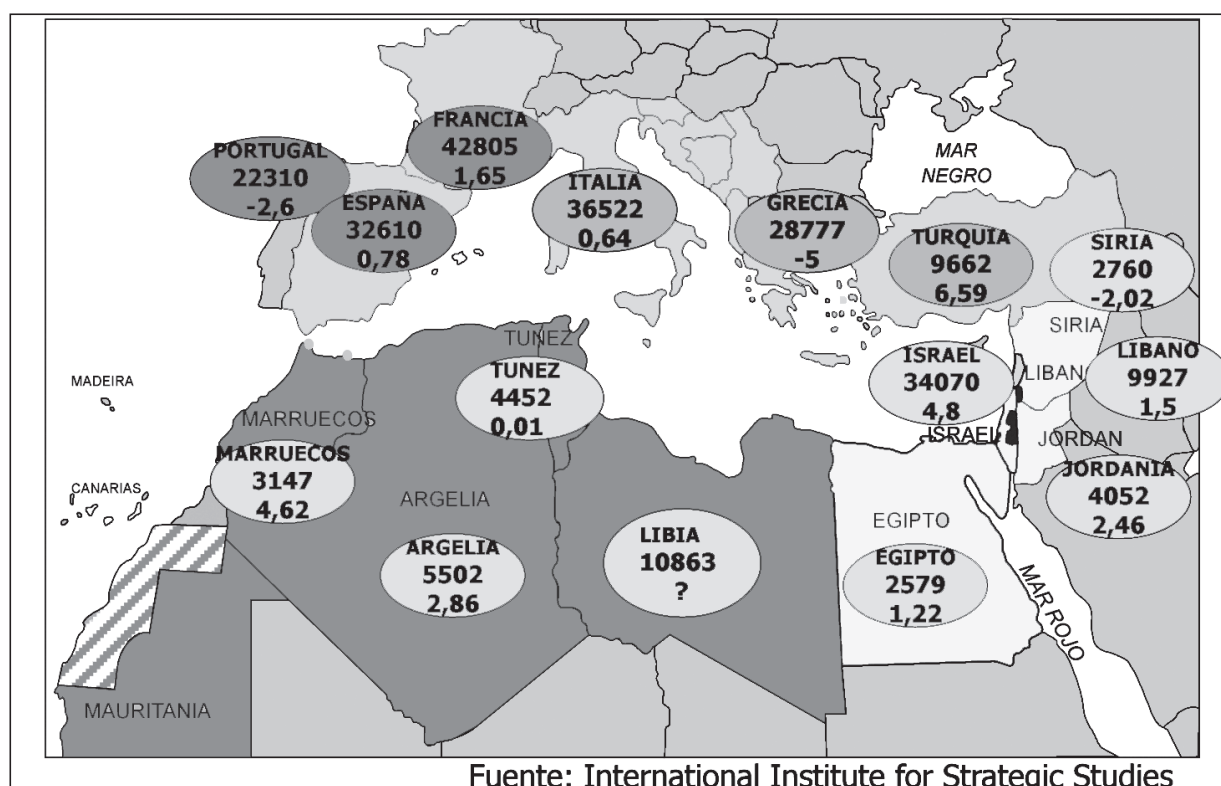 FRANCIA
42805
1,65
PORTUGAL
22310
-2,6
ESPAÑA
32610
0,78
ITALIA
36522
0,64
GRECIA
28777
-5
MAR
NEGRO
TURQUIA
9662
6,59
SIRIA
2760
-2,02
SIRIA
TUNEZ
TUNEZ
4452
0,01
ISRAEL
34070
4,8
LIBANO
LIBANO
9927
1,5
ISRAEL
JORDAN
JORDANIA
4052
2,46
MADEIRA
MARRUECOS
MARRUECOS
3147
4,62
CANARIAS
ARGELIA
ARGELIA
5502
2,86
LIBIA
10863
?
EGIPTO
EGIPTO
2579
1,22
MAR ROJO
MAURITANIA
Fuente: International Institute for Strategic Studies